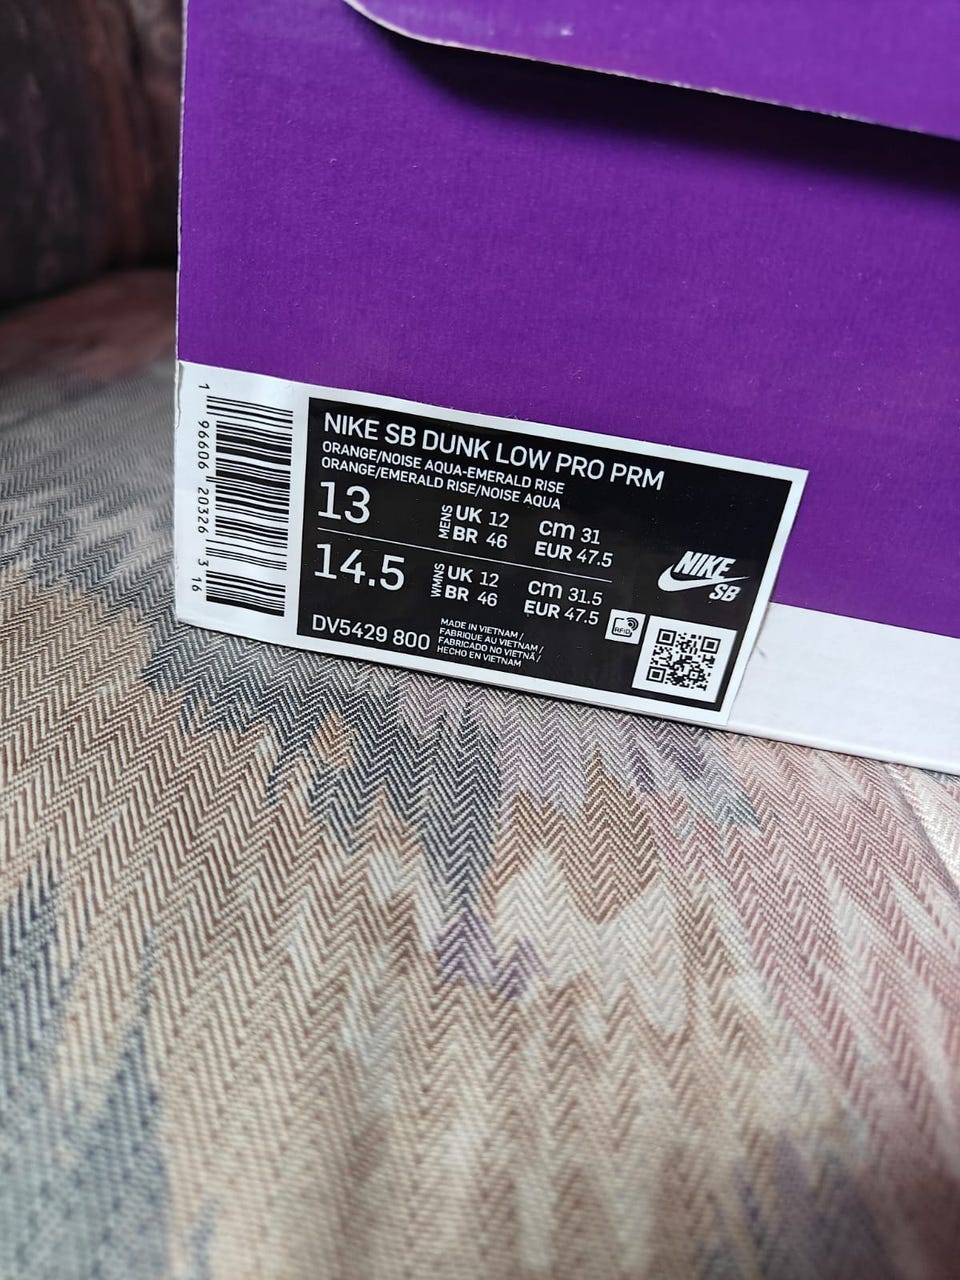 1 96606 20326 3 16
NIKE SB DUNK LOW PRO PRM
ORANGE/NOISE AQUA-EMERALD RISE
ORANGE/EMERALD RISE/NOISE AQUA
13 MENS UK 12 cm 31
BR 46 EUR 47.5
14.5 WMNS UK 12 cm 31.5
BR 46 EUR 47.5
NIKE
SB
RFID
DV5429 800
MADE IN VIETNAM /
FABRIQUE AU VIETNAM /
FABRICADO NO VIETNÃ /
HECHO EN VIETNAM